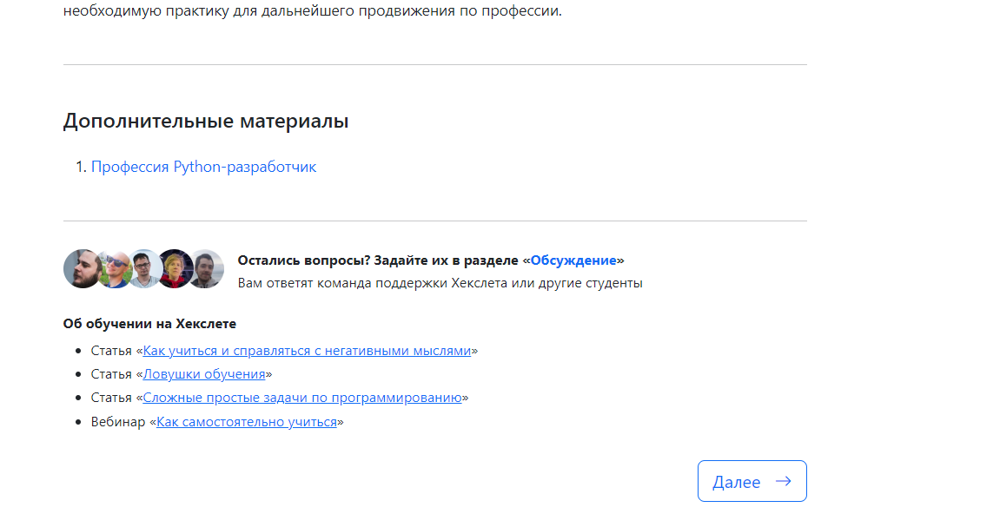 необходимую практику для дальнейшего продвижения по профессии.
Дополнительные материалы
1. Профессия Python-разработчик
Остались вопросы? Задайте их в разделе «Обсуждение»
Вам ответят команда поддержки Хекслета или другие студенты
Об обучении на Хекслете
• Статья «Как учиться и справляться с негативными мыслями»
• Статья «Ловушки обучения»
• Статья «Сложные простые задачи по программированию»
• Вебинар «Как самостоятельно учиться»
Далее →